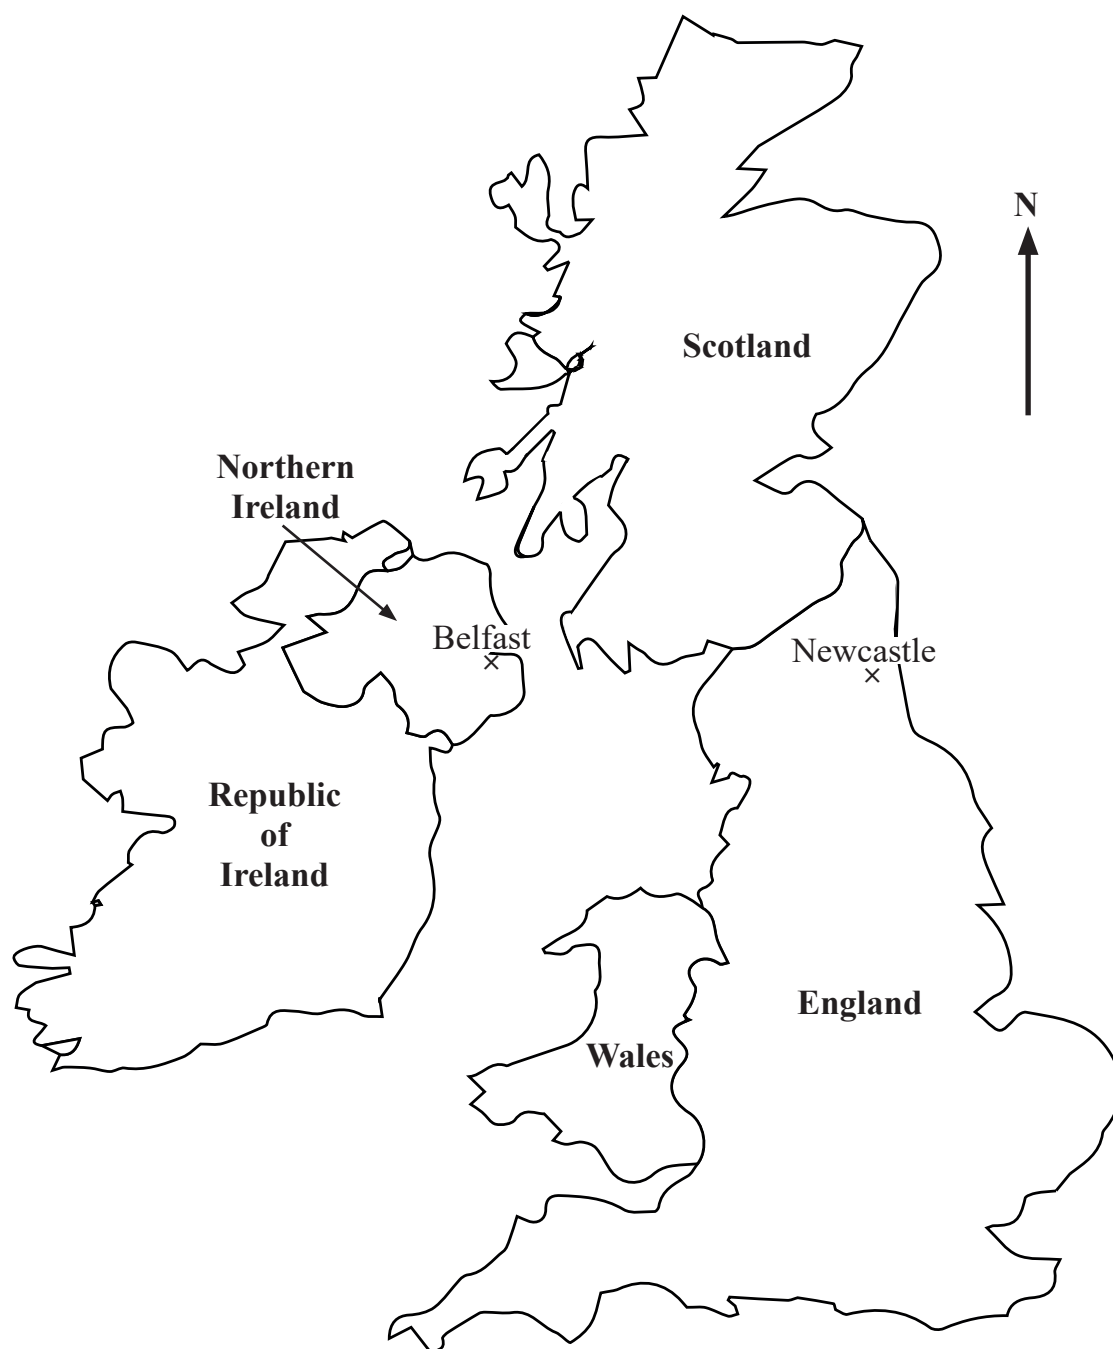 N
Scotland
Northern
Ireland
Belfast
Newcastle
Republic
of
Ireland
England
Wales